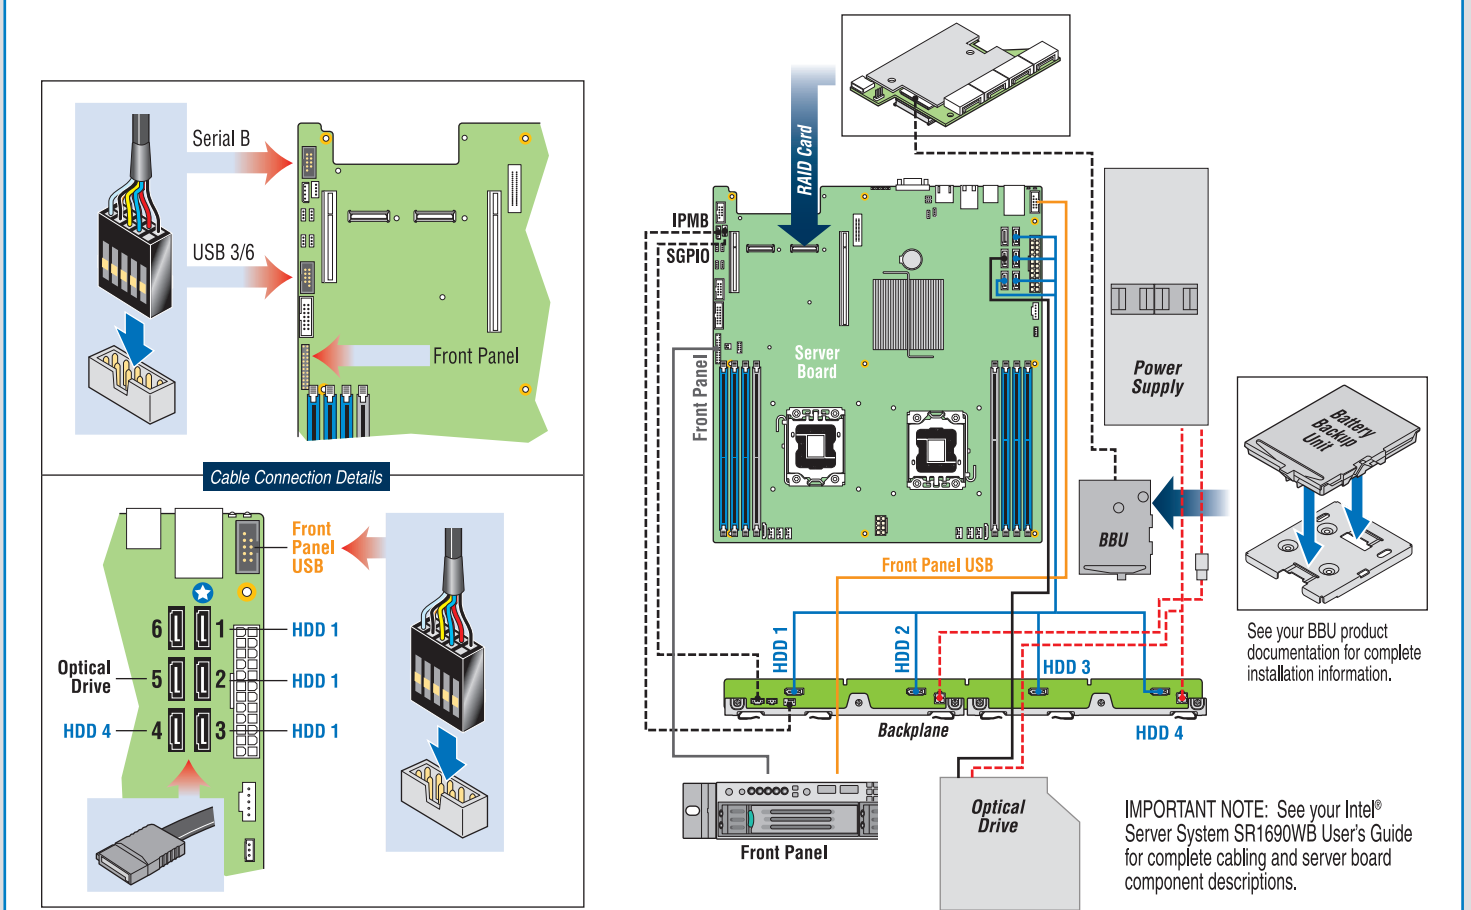 Serial B
USB 3/6
Front Panel
Cable Connection Details
Front
Panel
USB
6
1
HDD 1
Optical
Drive
5
2
HDD 1
HDD 4
4
3
HDD 1
RAID Card
IPMB
SGPIO
Front Panel
Server
Board
Power
Supply
Battery
Backup
Unit
BBU
Front Panel USB
HDD 1
HDD 2
HDD 3
HDD 4
Backplane
See your BBU product
documentation for complete
installation information.
Front Panel
Optical
Drive
IMPORTANT NOTE: See your Intel®
Server System SR1690WB User's Guide
for complete cabling and server board
component descriptions.